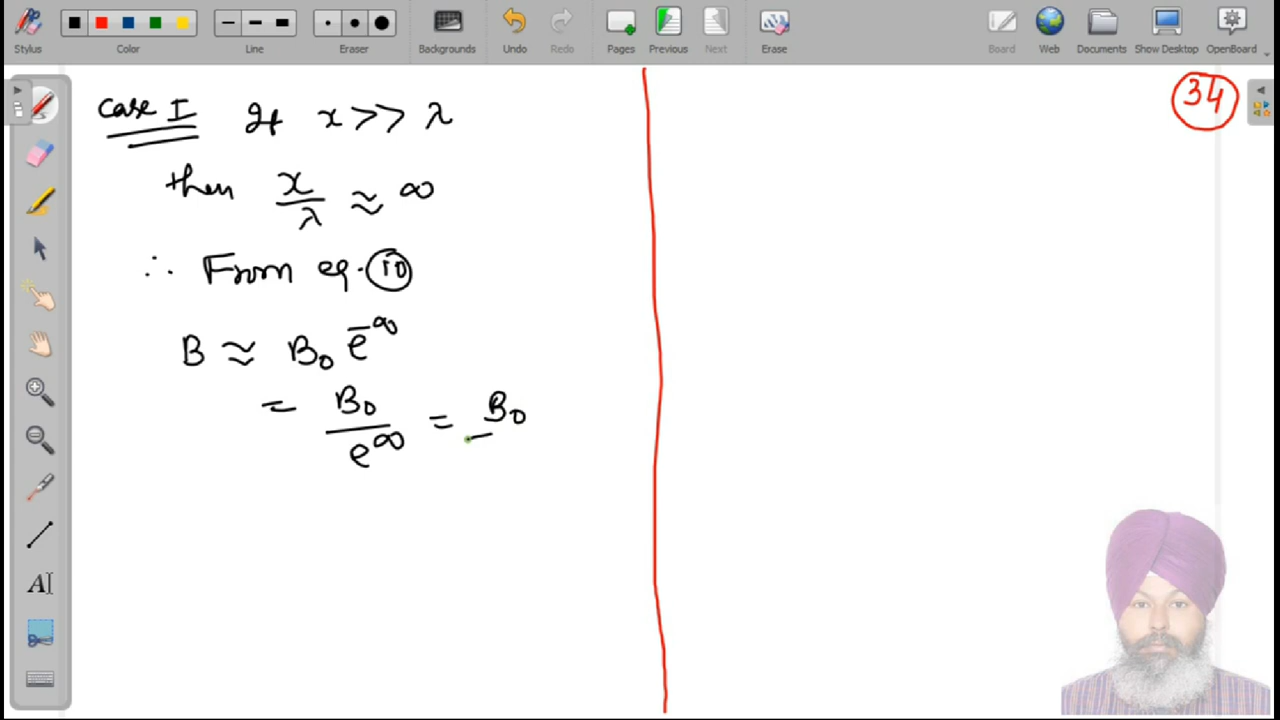 Stylus
Color
Line
Eraser
Backgrounds
Undo
Redo
Pages
Previous
Next
Erase
Board
Web
Documents
Show Desktop
OpenBoard
34
Case I If x >> λ
then x/λ ≈ ∞
∴ From eq. 10
B ≈ B₀ e^-∞
= B₀/e^∞ = B₀
A